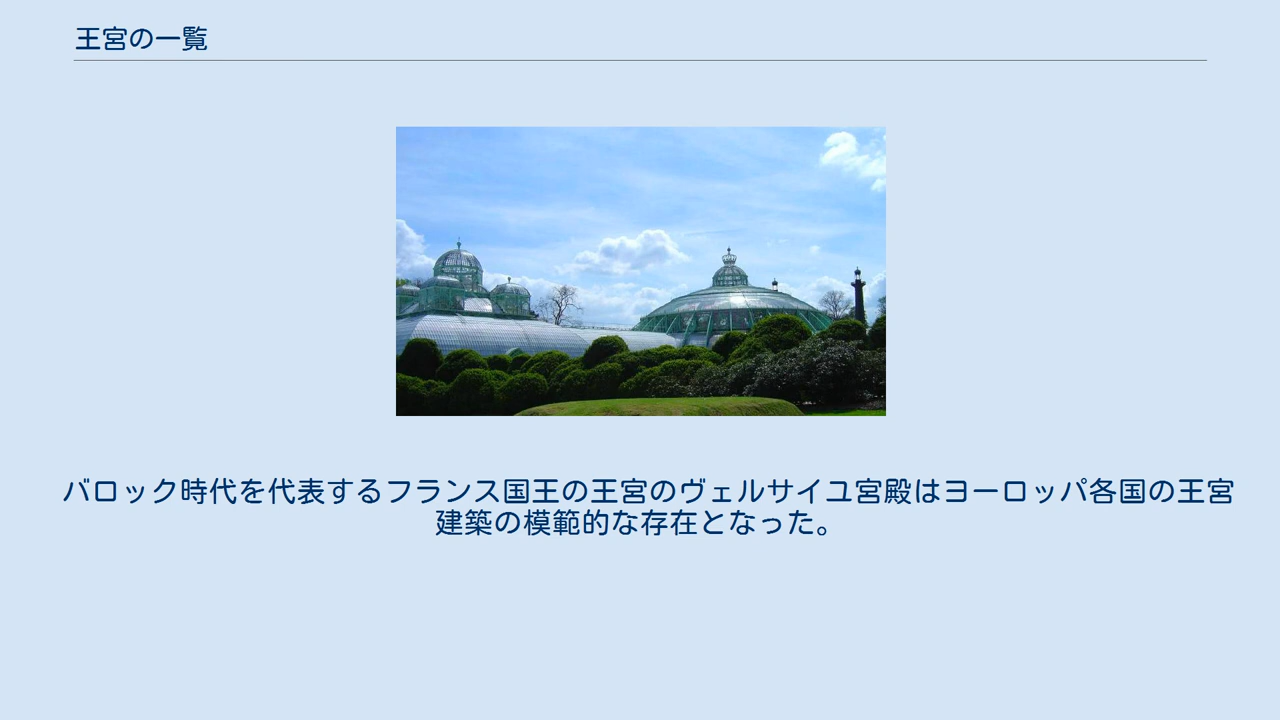 王宮の一覧
バロック時代を代表するフランス国王の王宮のヴェルサイユ宮殿はヨーロッパ各国の王宮
建築の模範的な存在となった。